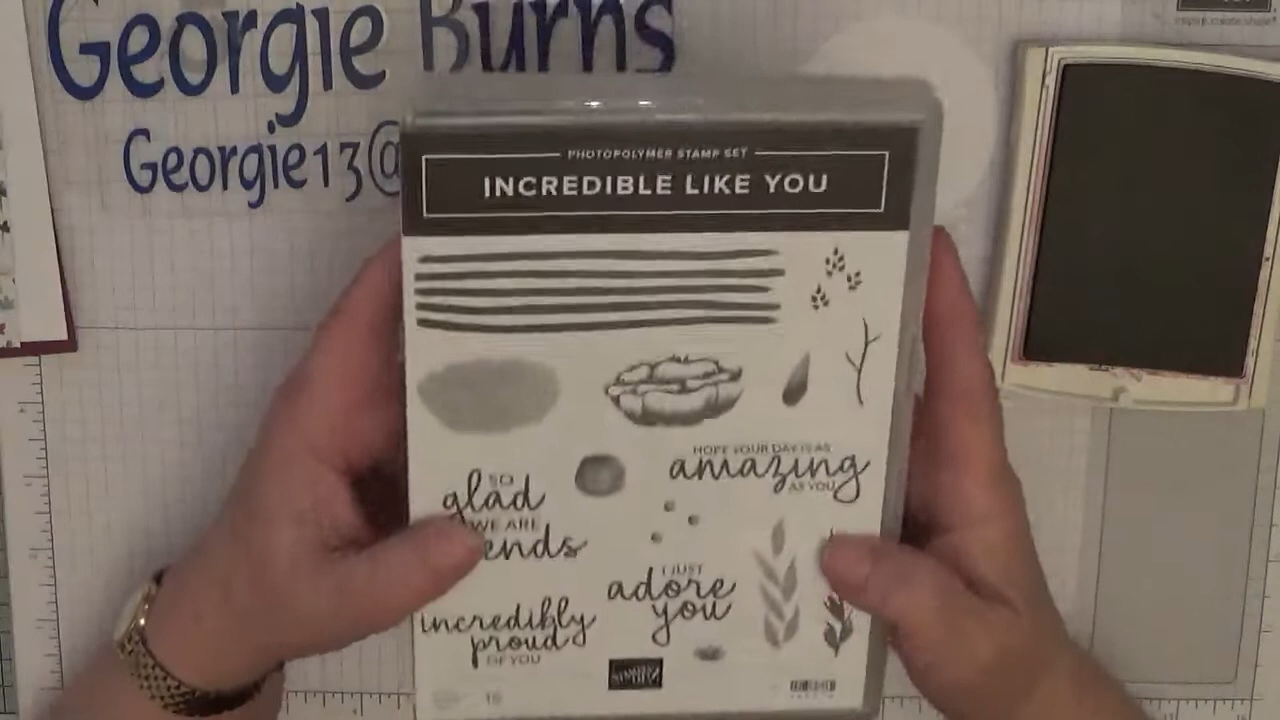 Georgie Burns
Georgie13@
PHOTOPOLYMER STAMP SET
INCREDIBLE LIKE YOU
HOPE YOUR DAY IS AS
amazing
AS YOU
SO
glad
WE ARE
ends
I JUST
adore
you
incredibly
proud
OF YOU